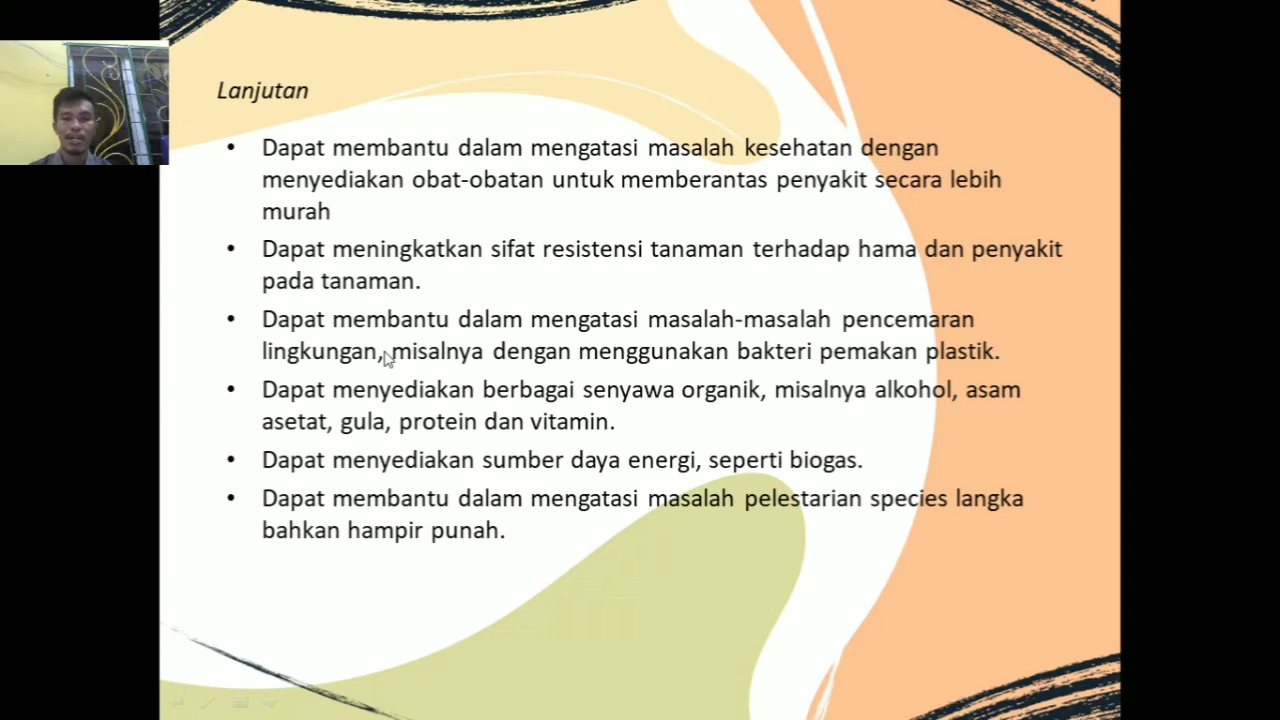 Lanjutan
• Dapat membantu dalam mengatasi masalah kesehatan dengan
menyediakan obat-obatan untuk memberantas penyakit secara lebih
murah
• Dapat meningkatkan sifat resistensi tanaman terhadap hama dan penyakit
pada tanaman.
• Dapat membantu dalam mengatasi masalah-masalah pencemaran
lingkungan, misalnya dengan menggunakan bakteri pemakan plastik.
• Dapat menyediakan berbagai senyawa organik, misalnya alkohol, asam
asetat, gula, protein dan vitamin.
• Dapat menyediakan sumber daya energi, seperti biogas.
• Dapat membantu dalam mengatasi masalah pelestarian species langka
bahkan hampir punah.